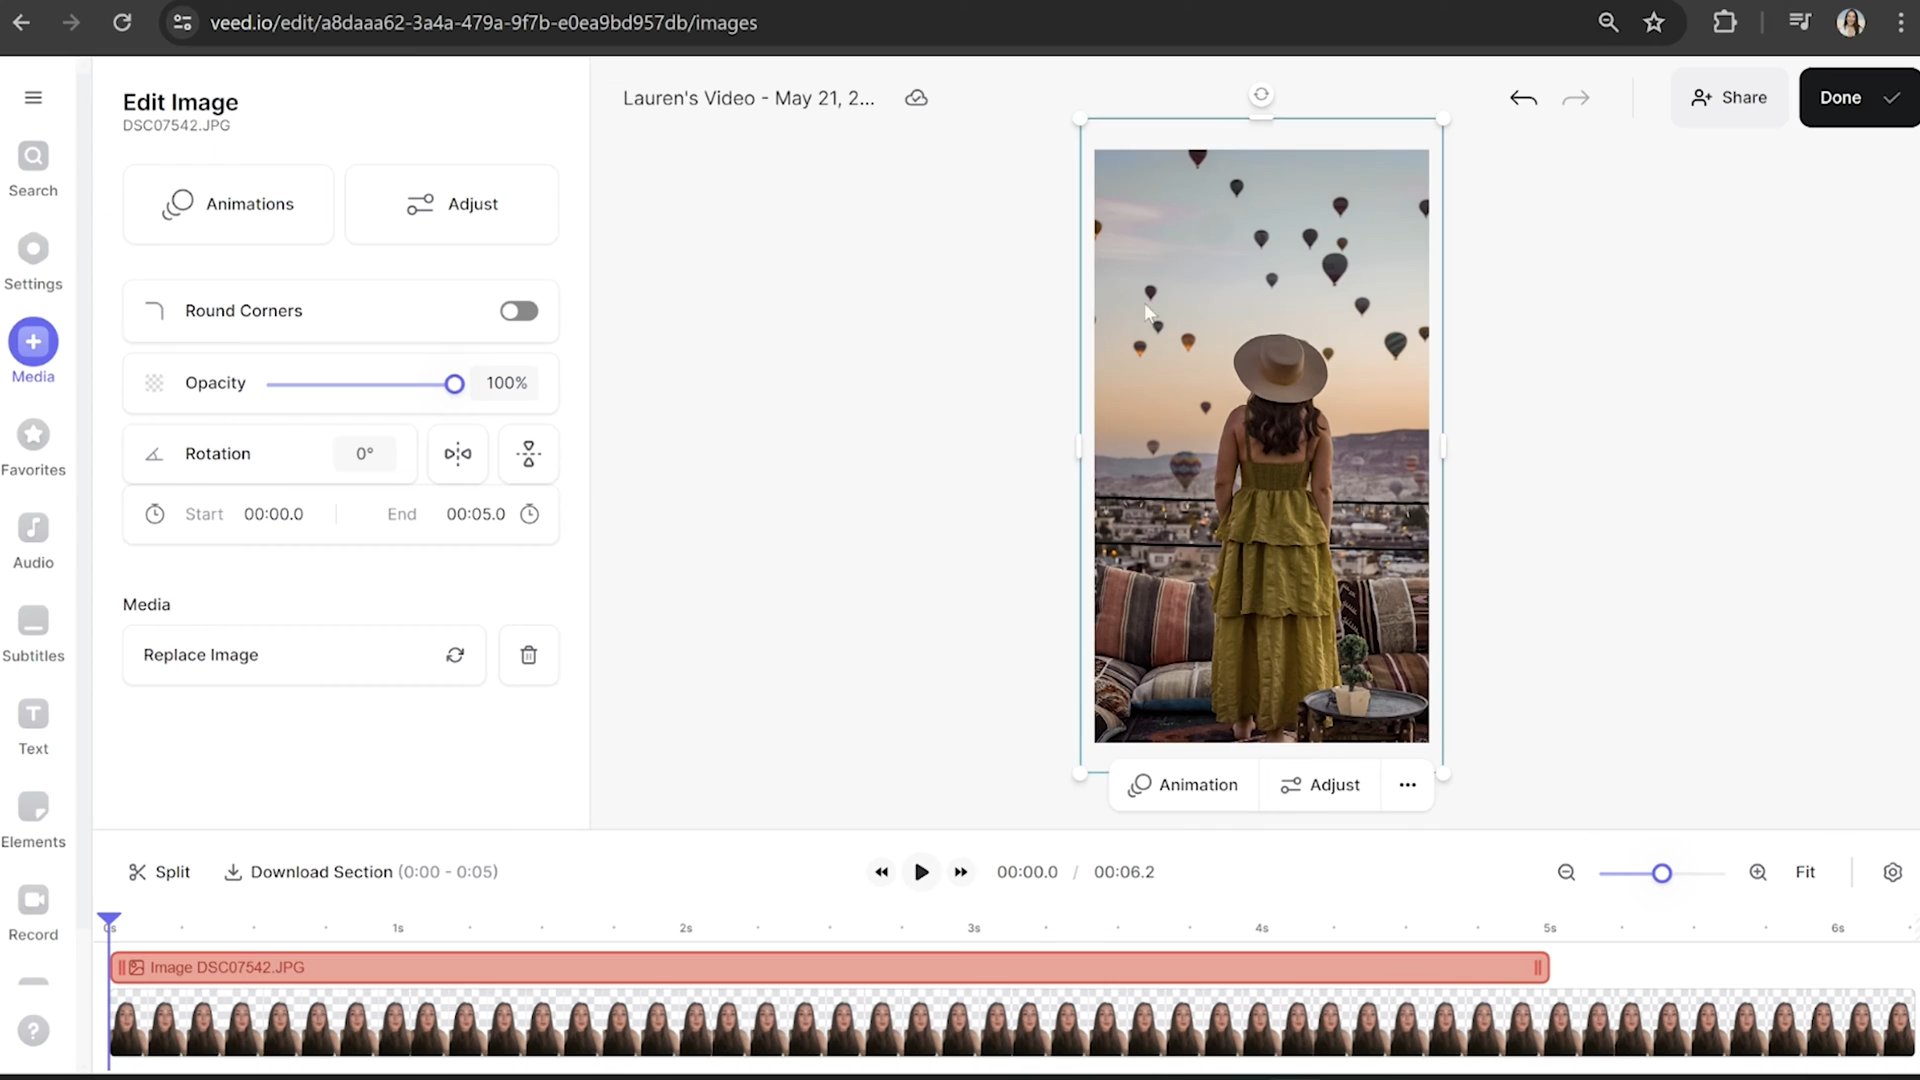 veed.io/edit/a8daaa62-3a4a-479a-9f7b-e0ea9bd957db/images
Edit Image
DSC07542.JPG
Lauren's Video - May 21, 2...
Share
Done
Search
Animations
Adjust
Settings
Round Corners
Media
Opacity
100%
Favorites
Rotation
0°
Start 00:00.0
End 00:05.0
Audio
Media
Subtitles
Replace Image
Text
Animation
Adjust
Elements
Split
Download Section (0:00 - 0:05)
00:00.0 / 00:06.2
Fit
Record
0s 1s 2s 3s 4s 5s 6s
Image DSC07542.JPG